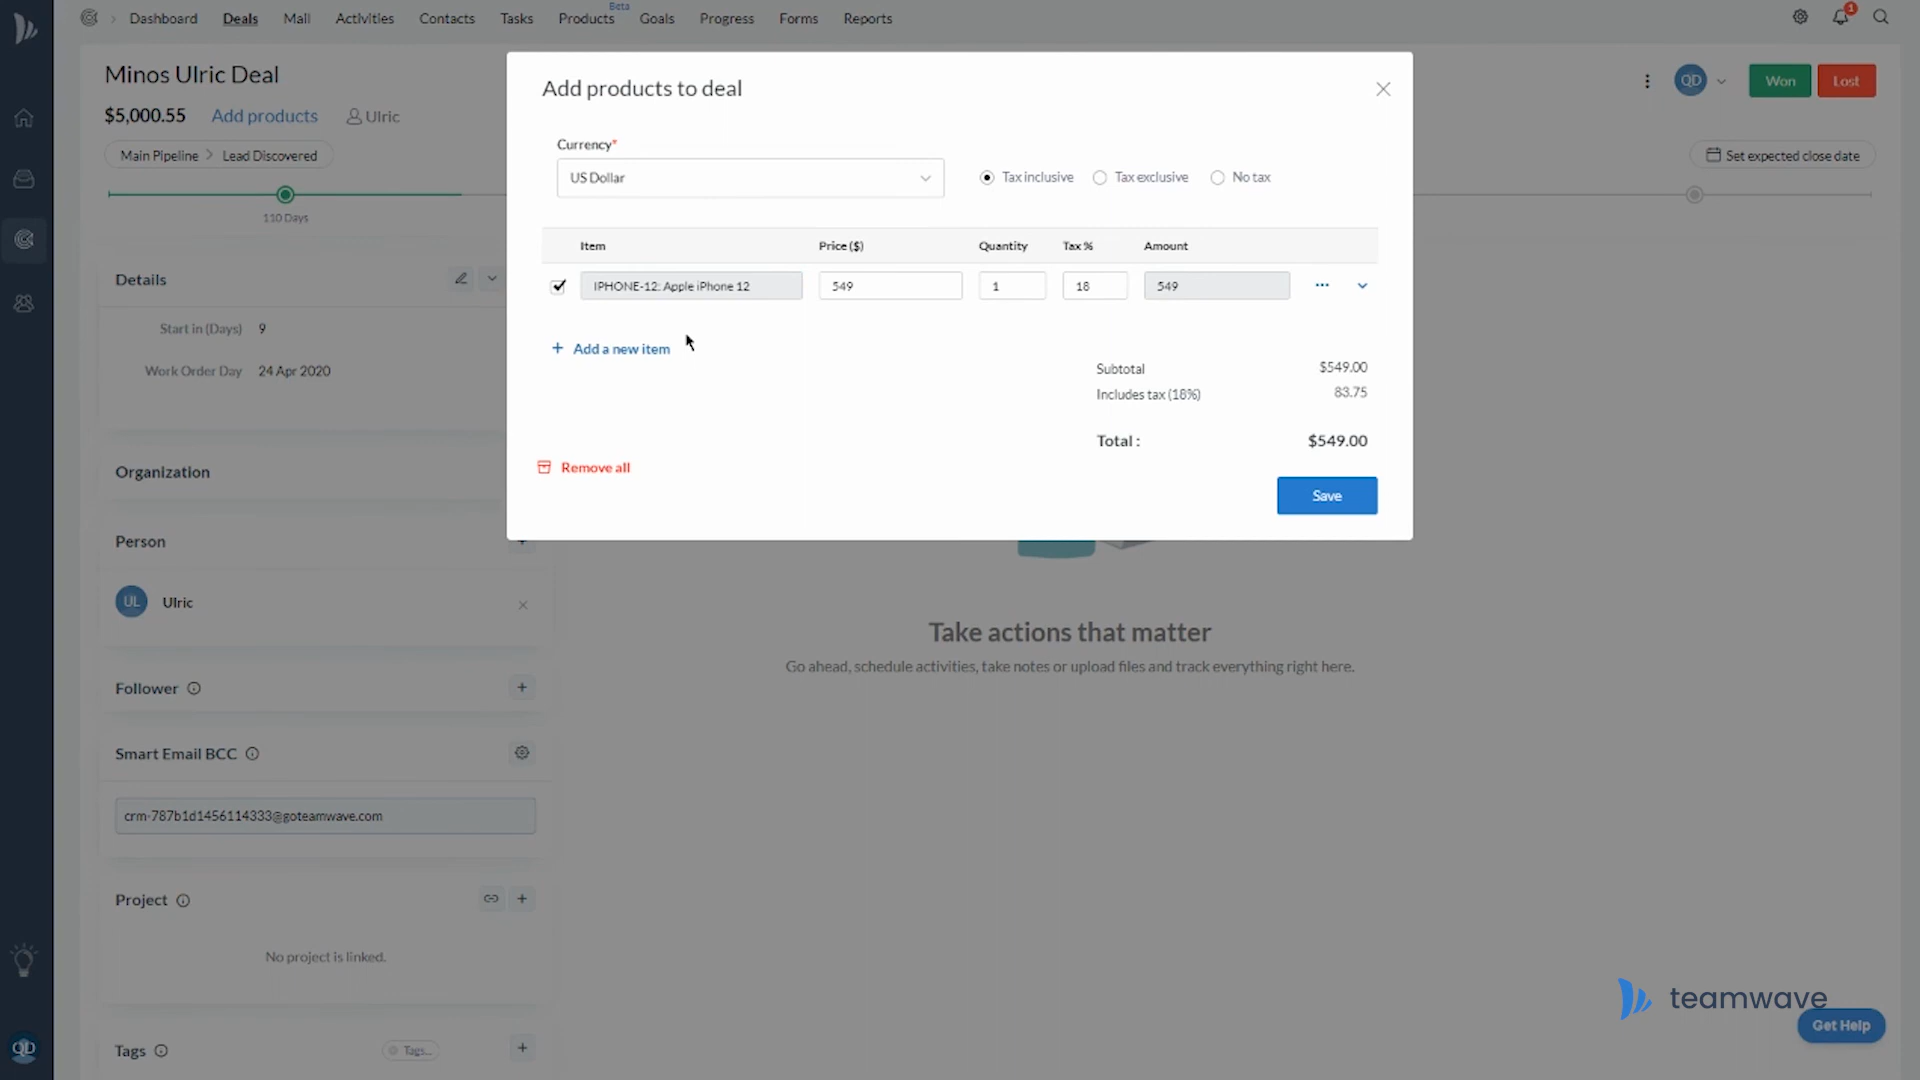 Dashboard Deals Mall Activities Contacts Tasks Products Beta Goals Progress Forms Reports
1
Minos Ulric Deal
$5,000.55 Add products Ulric
Main Pipeline > Lead Discovered
110 Days
QD
Won Lost
Set expected close date
Details
Start in (Days) 9
Work Order Day 24 Apr 2020
Organization
Person
UL Ulric
Follower
Smart Email BCC
crm-787b1d1456114333@goteamwave.com
Project
No project is linked.
Tags Tags...
QD
Add products to deal
Currency*
US Dollar
Tax inclusive Tax exclusive No tax
Item Price ($) Quantity Tax % Amount
IPHONE-12: Apple iPhone 12 549 1 18 549
+ Add a new item
Subtotal $549.00
Includes tax (18%) 83.75
Total : $549.00
Remove all
Save
Take actions that matter
Go ahead, schedule activities, take notes or upload files and track everything right here.
teamwave
Get Help